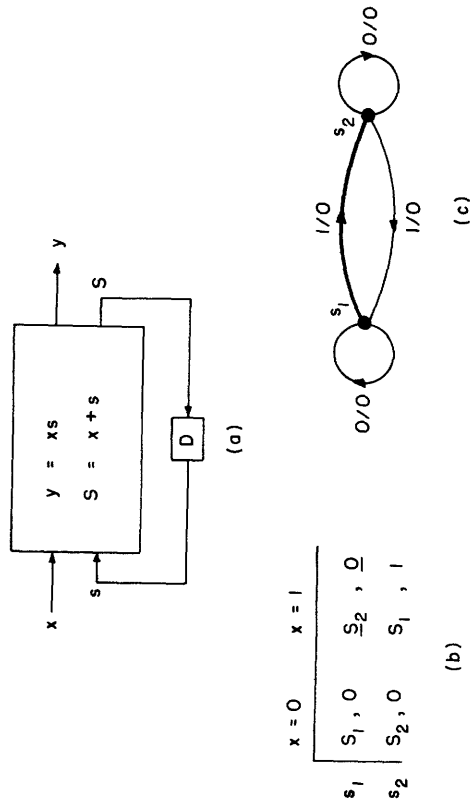 y = xs
S = x + s
x
s
y
S
D
(a)
x = 0 x = 1
s1 S1 , 0 S2 , 0
s2 S2 , 0 S1 , 1
(b)
0/0
s1
1/0
1/0
s2
0/0
(c)